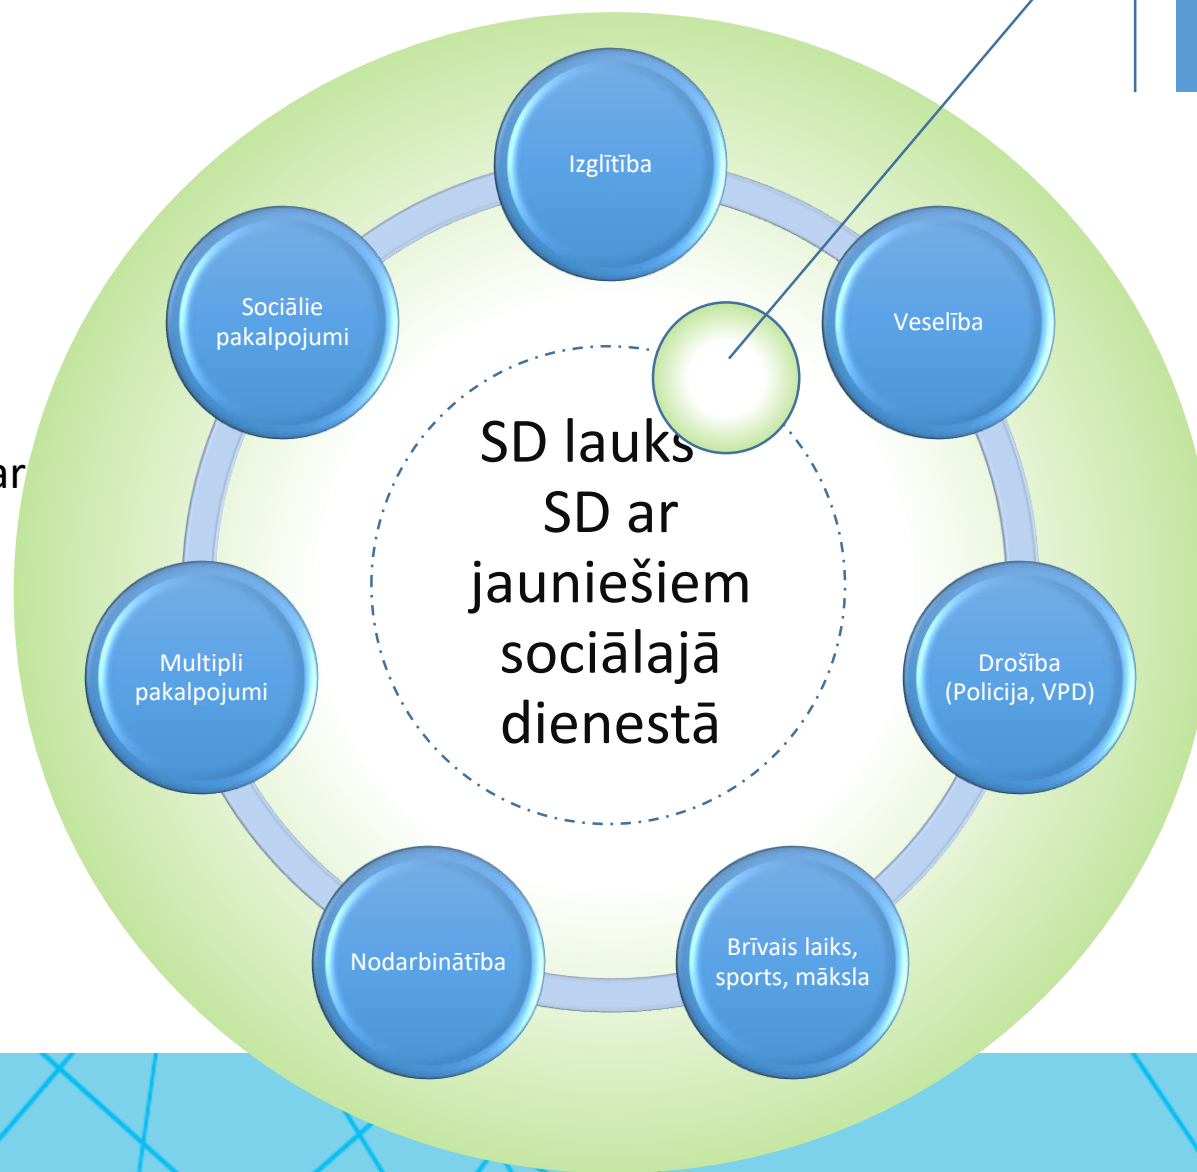 Izglītība
Sociālie
pakalpojumi
Veselība
ar
SD lauks
SD ar
jauniešiem
sociālajā
dienestā
Multipli
pakalpojumi
Drošība
(Policija, VPD)
Nodarbinātība
Brīvais laiks,
sports, māksla